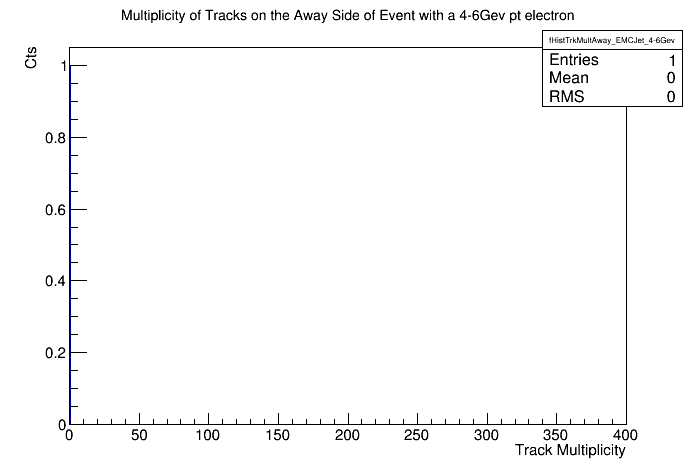 Multiplicity of Tracks on the Away Side of Event with a 4-6Gev pt electron
fHistTrkMultAway_EMCJet_4-6Gev
Entries 1
Mean 0
RMS 0
Cts
1
0.8
0.6
0.4
0.2
0
0 50 100 150 200 250 300 350 400
Track Multiplicity